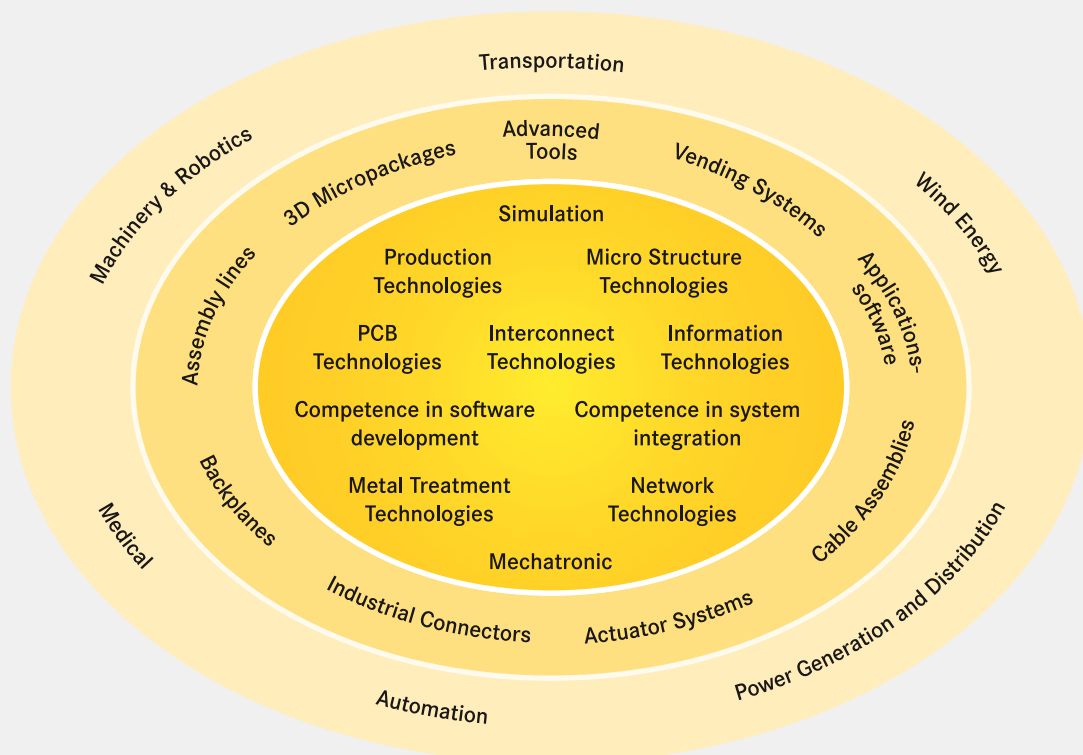 Transportation
Machinery & Robotics
Wind Energy
Medical
Power Generation and Distribution
Automation
Advanced
Tools
3D Micropackages
Vending Systems
Assembly lines
Applications-
software
Backplanes
Cable Assemblies
Industrial Connectors
Actuator Systems
Simulation
Production
Technologies
Micro Structure
Technologies
PCB
Technologies
Interconnect
Technologies
Information
Technologies
Competence in software
development
Competence in system
integration
Metal Treatment
Technologies
Network
Technologies
Mechatronic